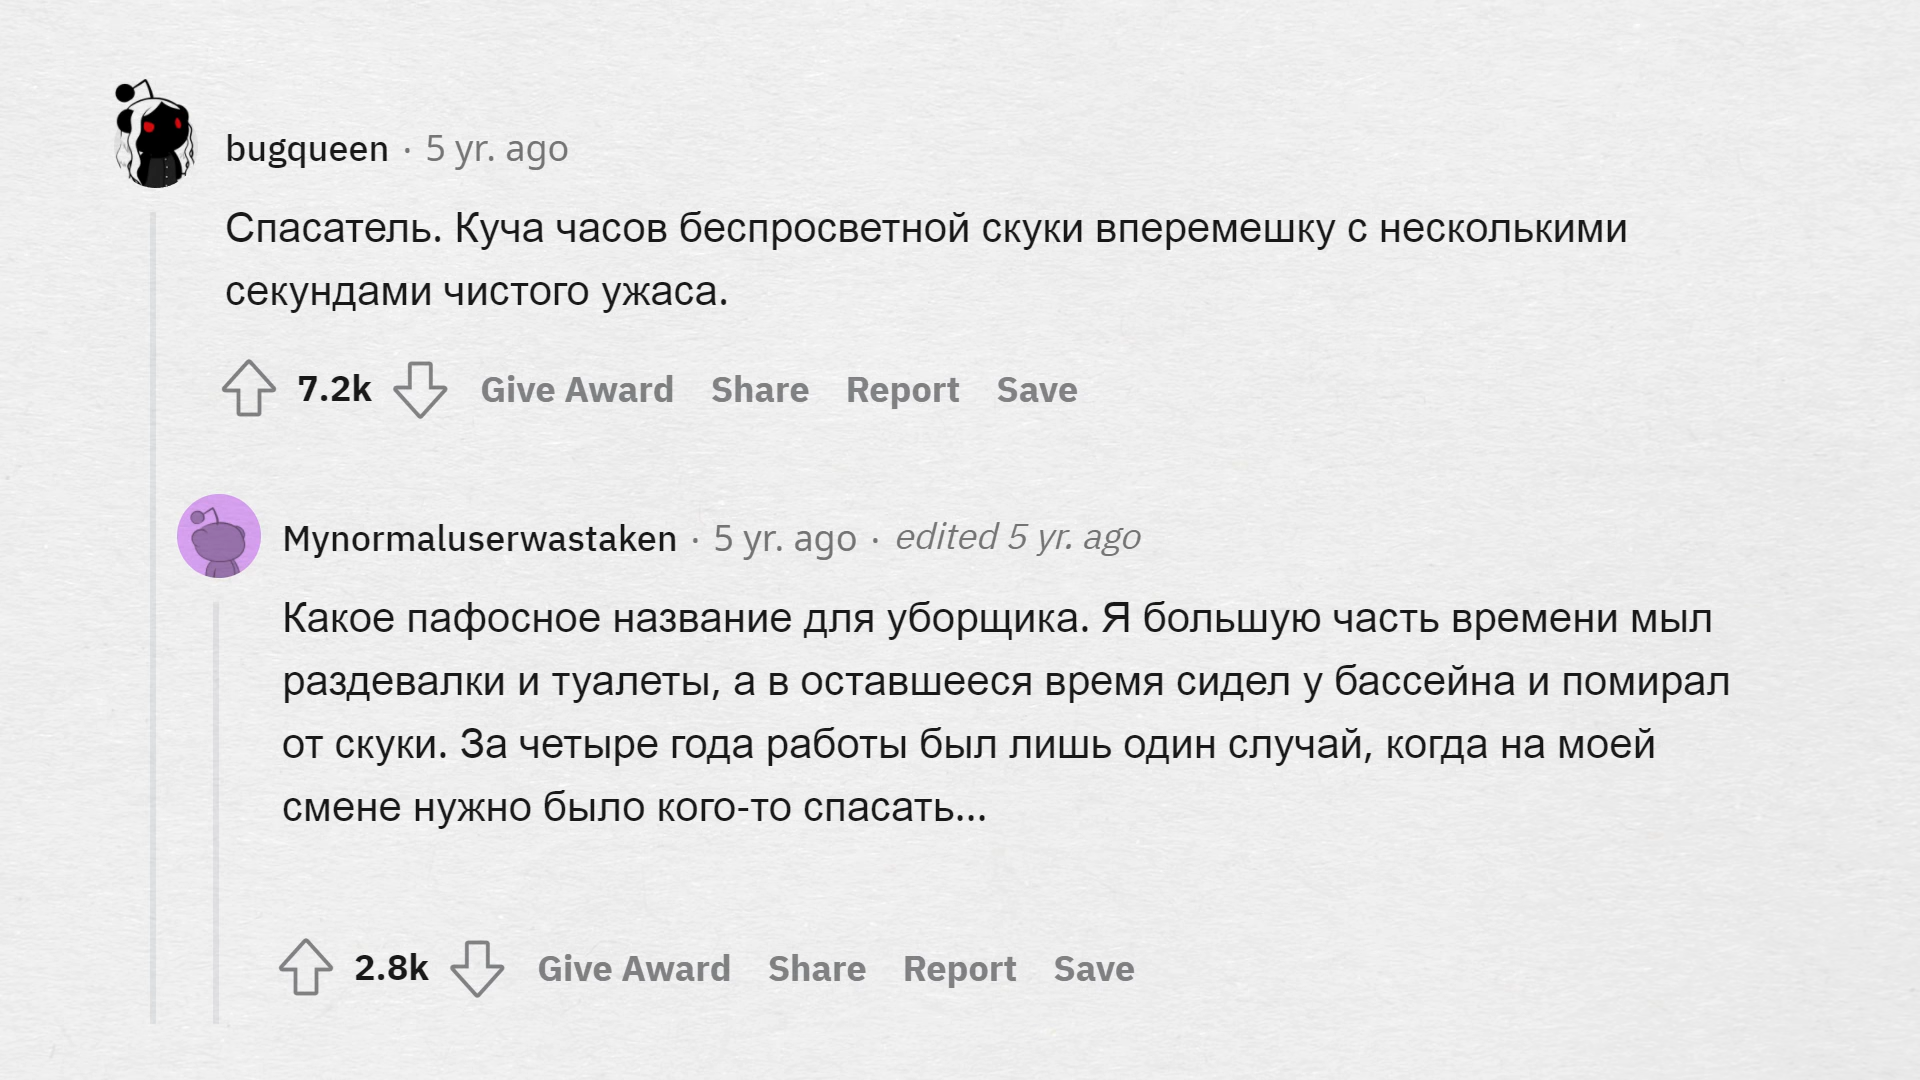 bugqueen · 5 yr. ago
Спасатель. Куча часов беспросветной скуки вперемешку с несколькими
секундами чистого ужаса.
7.2k Give Award Share Report Save
Mynormaluserwastaken · 5 yr. ago · edited 5 yr. ago
Какое пафосное название для уборщика. Я большую часть времени мыл
раздевалки и туалеты, а в оставшееся время сидел у бассейна и помирал
от скуки. За четыре года работы был лишь один случай, когда на моей
смене нужно было кого-то спасать...
2.8k Give Award Share Report Save